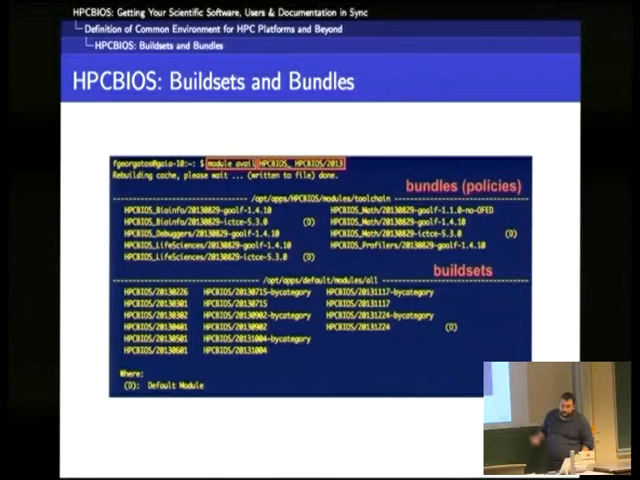 HPCBIOS: Getting Your Scientific Software, Users & Documentation in Sync
Definition of Common Environment for HPC Platforms and Beyond
HPCBIOS: Buildsets and Bundles
HPCBIOS: Buildsets and Bundles
fgeorgatos@gaia-10:~: $ module avail HPCBIOS_ HPCBIOS/2013
Rebuilding cache, please wait ... (written to file) done.
bundles (policies)
/opt/apps/HPCBIOS/modules/toolchain
HPCBIOS_Bioinfo/20130829-goolf-1.4.10 HPCBIOS_Math/20130829-goolf-1.1.0-no-OFED
HPCBIOS_Bioinfo/20130829-ictce-5.3.0 (D) HPCBIOS_Math/20130829-goolf-1.4.10
HPCBIOS_Debuggers/20130829-goolf-1.4.10 HPCBIOS_Math/20130829-ictce-5.3.0 (D)
HPCBIOS_LifeSciences/20130829-goolf-1.4.10 HPCBIOS_Profilers/20130829-goolf-1.4.10
HPCBIOS_LifeSciences/20130829-ictce-5.3.0 (D)
buildsets
/opt/apps/default/modules/all
HPCBIOS/20130226 HPCBIOS/20130715-bycategory HPCBIOS/20131117-bycategory
HPCBIOS/20130301 HPCBIOS/20130715 HPCBIOS/20131117
HPCBIOS/20130302 HPCBIOS/20130902-bycategory HPCBIOS/20131224-bycategory
HPCBIOS/20130401 HPCBIOS/20130902 HPCBIOS/20131224 (D)
HPCBIOS/20130501 HPCBIOS/20131004-bycategory
HPCBIOS/20130601 HPCBIOS/20131004
Where:
(D): Default Module